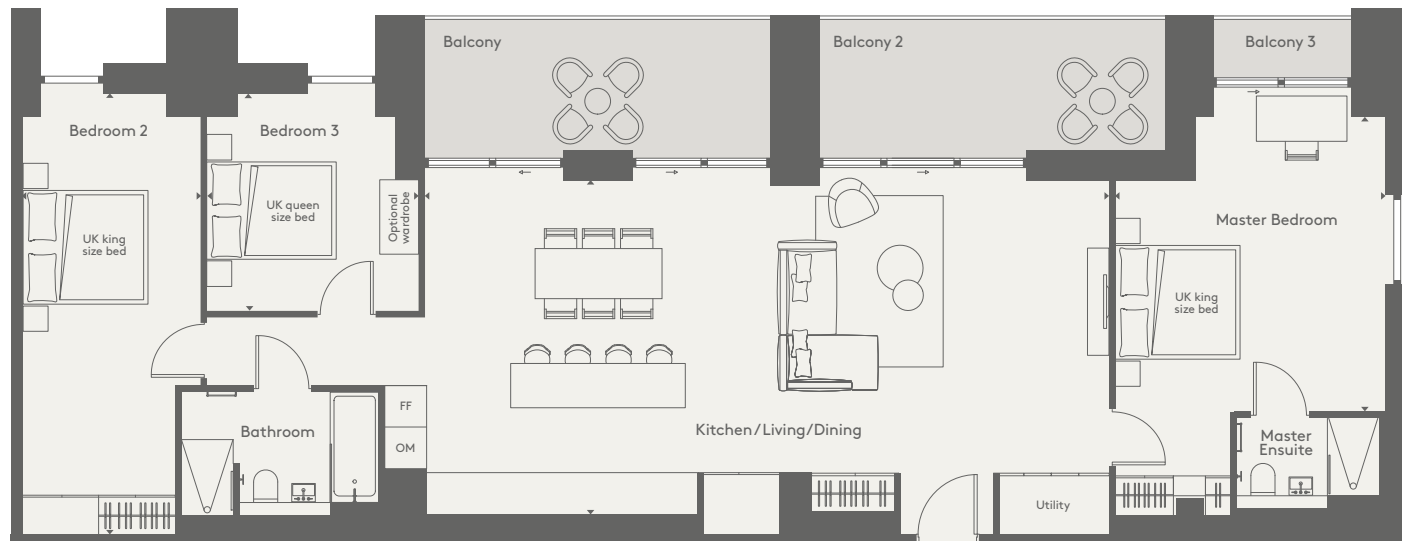 Balcony
Balcony 2
Balcony 3
Bedroom 2
Bedroom 3
UK queen
size bed
Optional
wardrobe
Master Bedroom
UK king
size bed
UK king
size bed
FF
Bathroom
OM
Kitchen/Living/Dining
Master
Ensuite
Utility